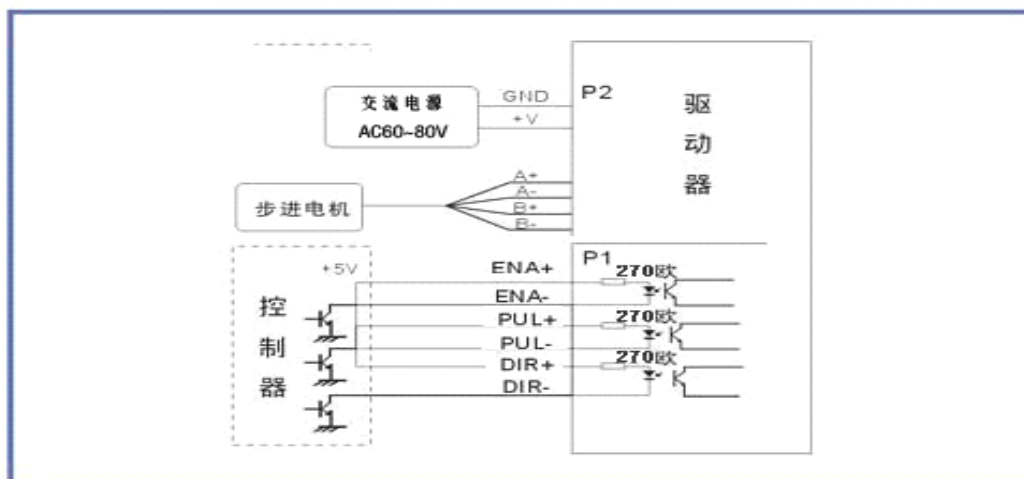 交流电源
AC60~80V
GND
+V
P2
驱动器
步进电机
A+
A-
B+
B-
控制器
+5V
P1
ENA+
270欧
ENA-
PUL+
270欧
PUL-
DIR+
270欧
DIR-